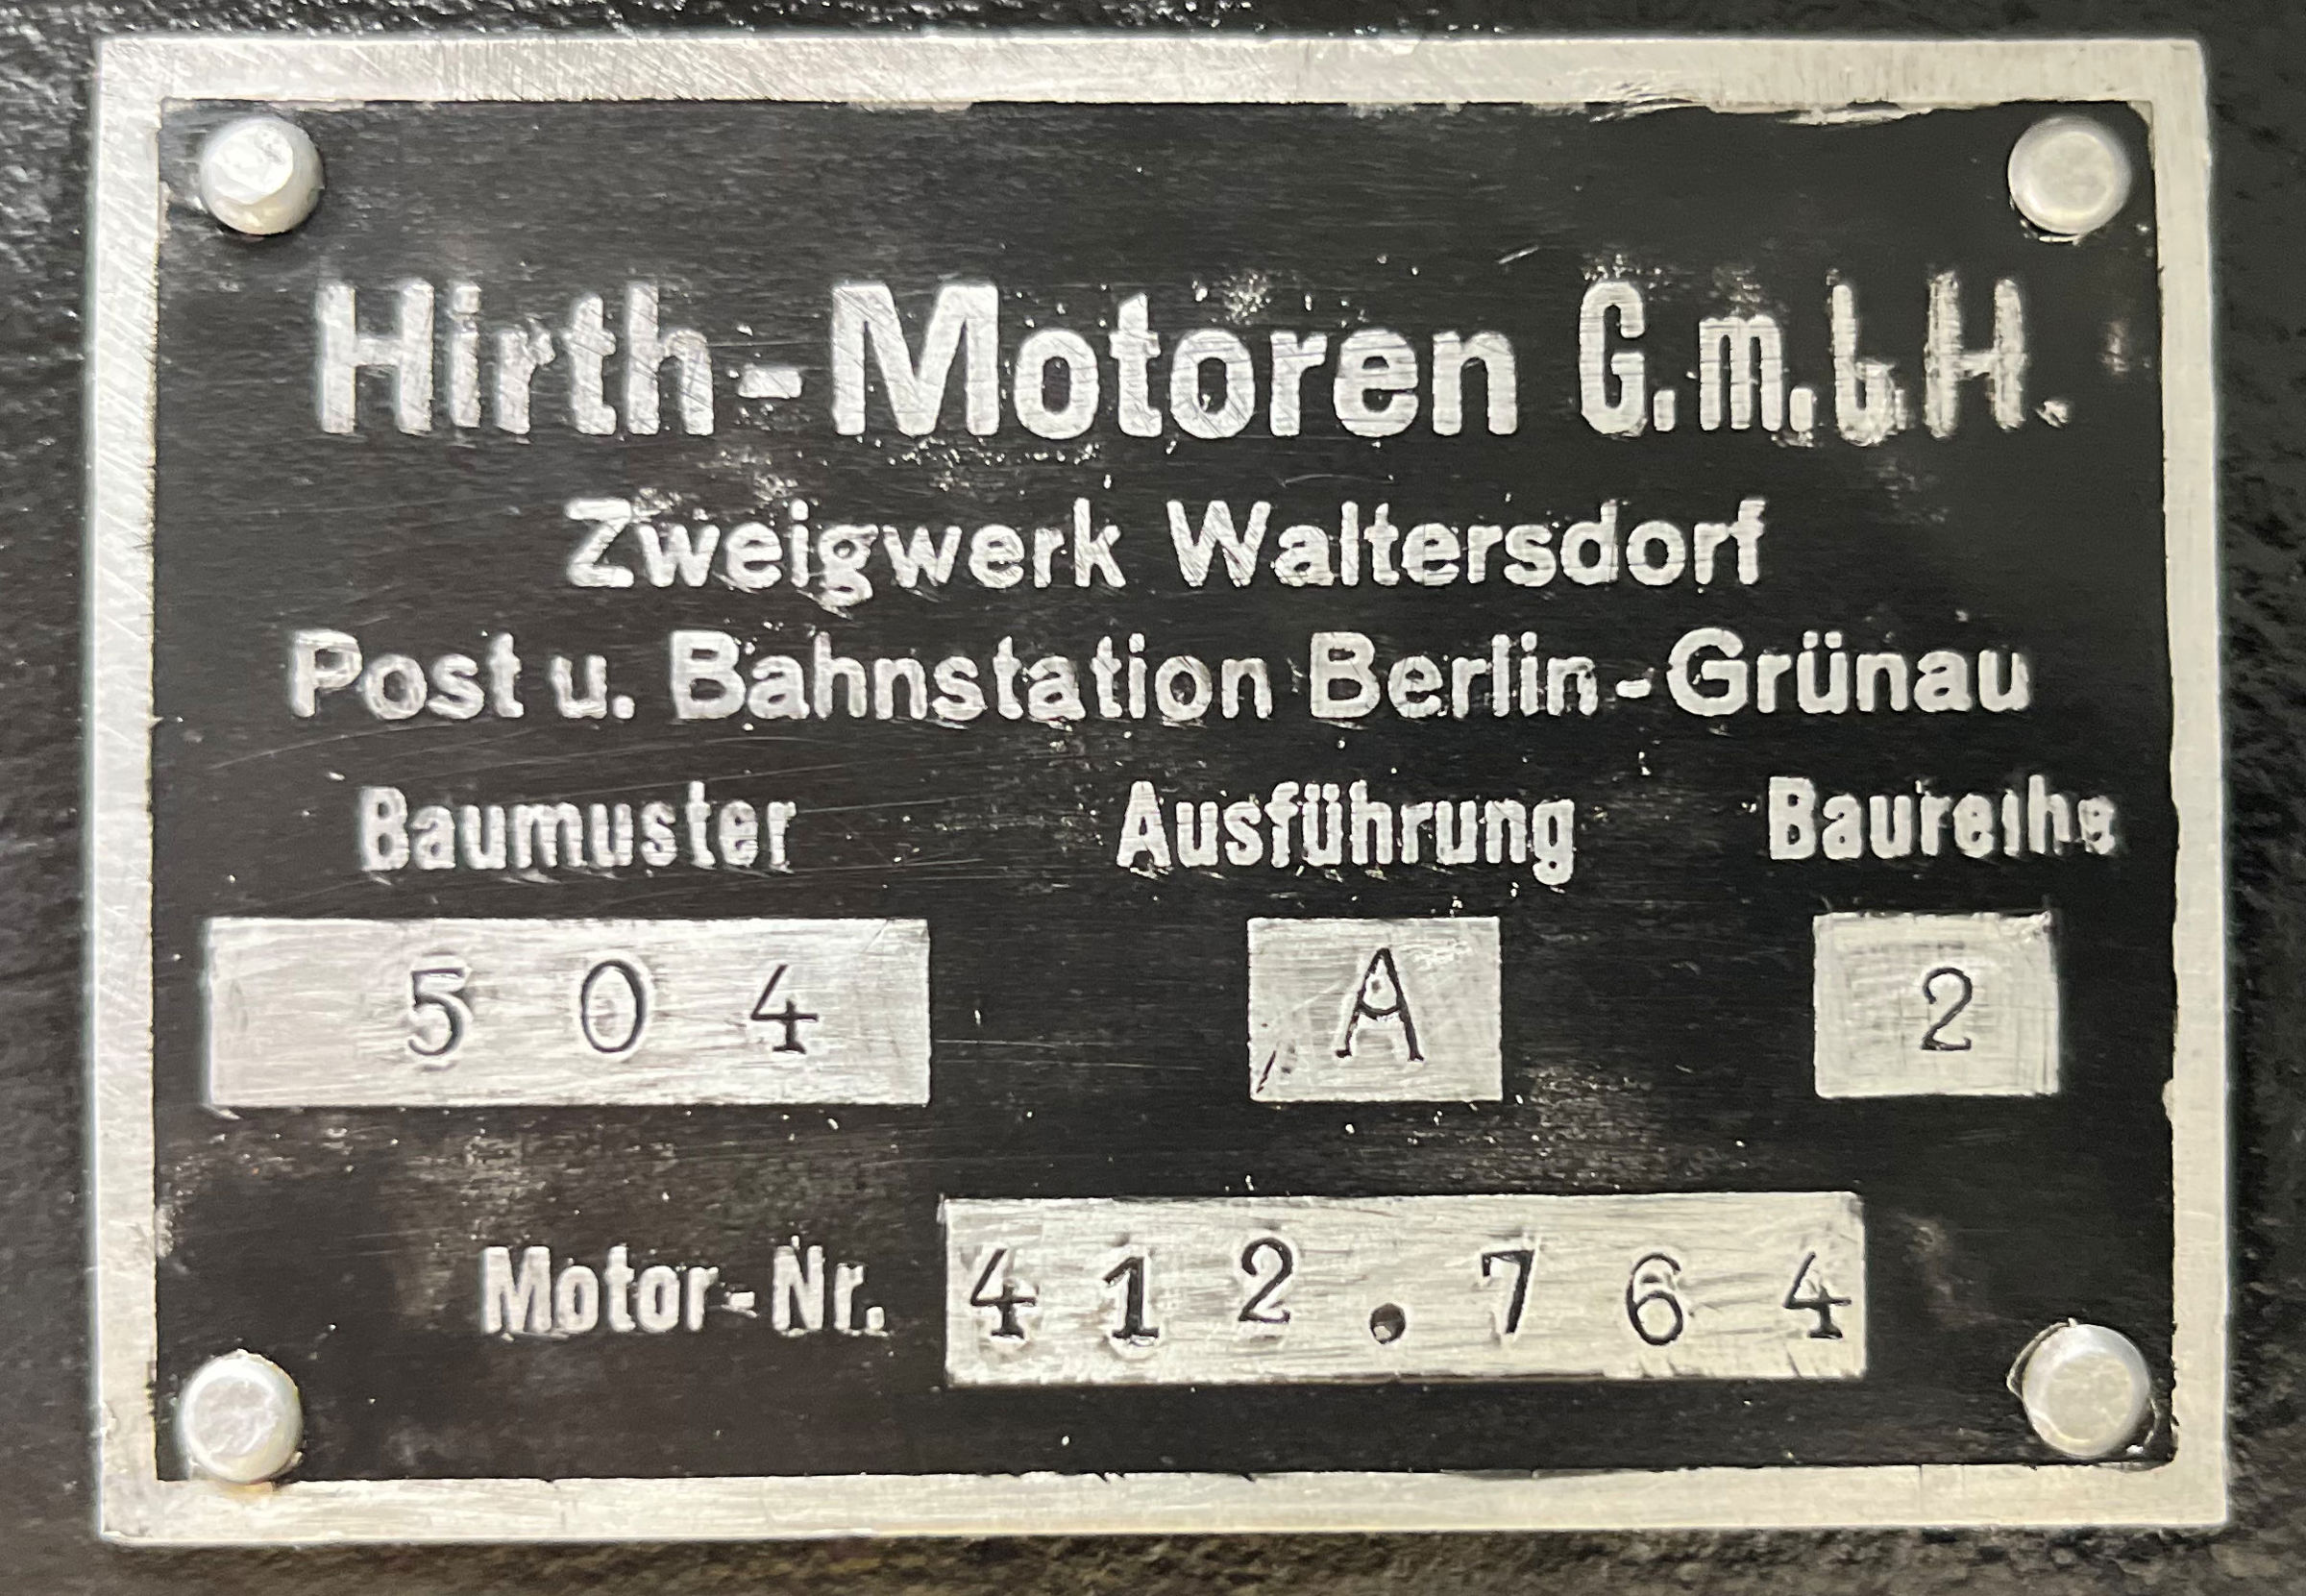 Hirth-Motoren G.m.b.H.
Zweigwerk Waltersdorf
Post u. Bahnstation Berlin-Grünau
Baumuster Ausführung Baureihe
504 A 2
Motor-Nr. 412.764